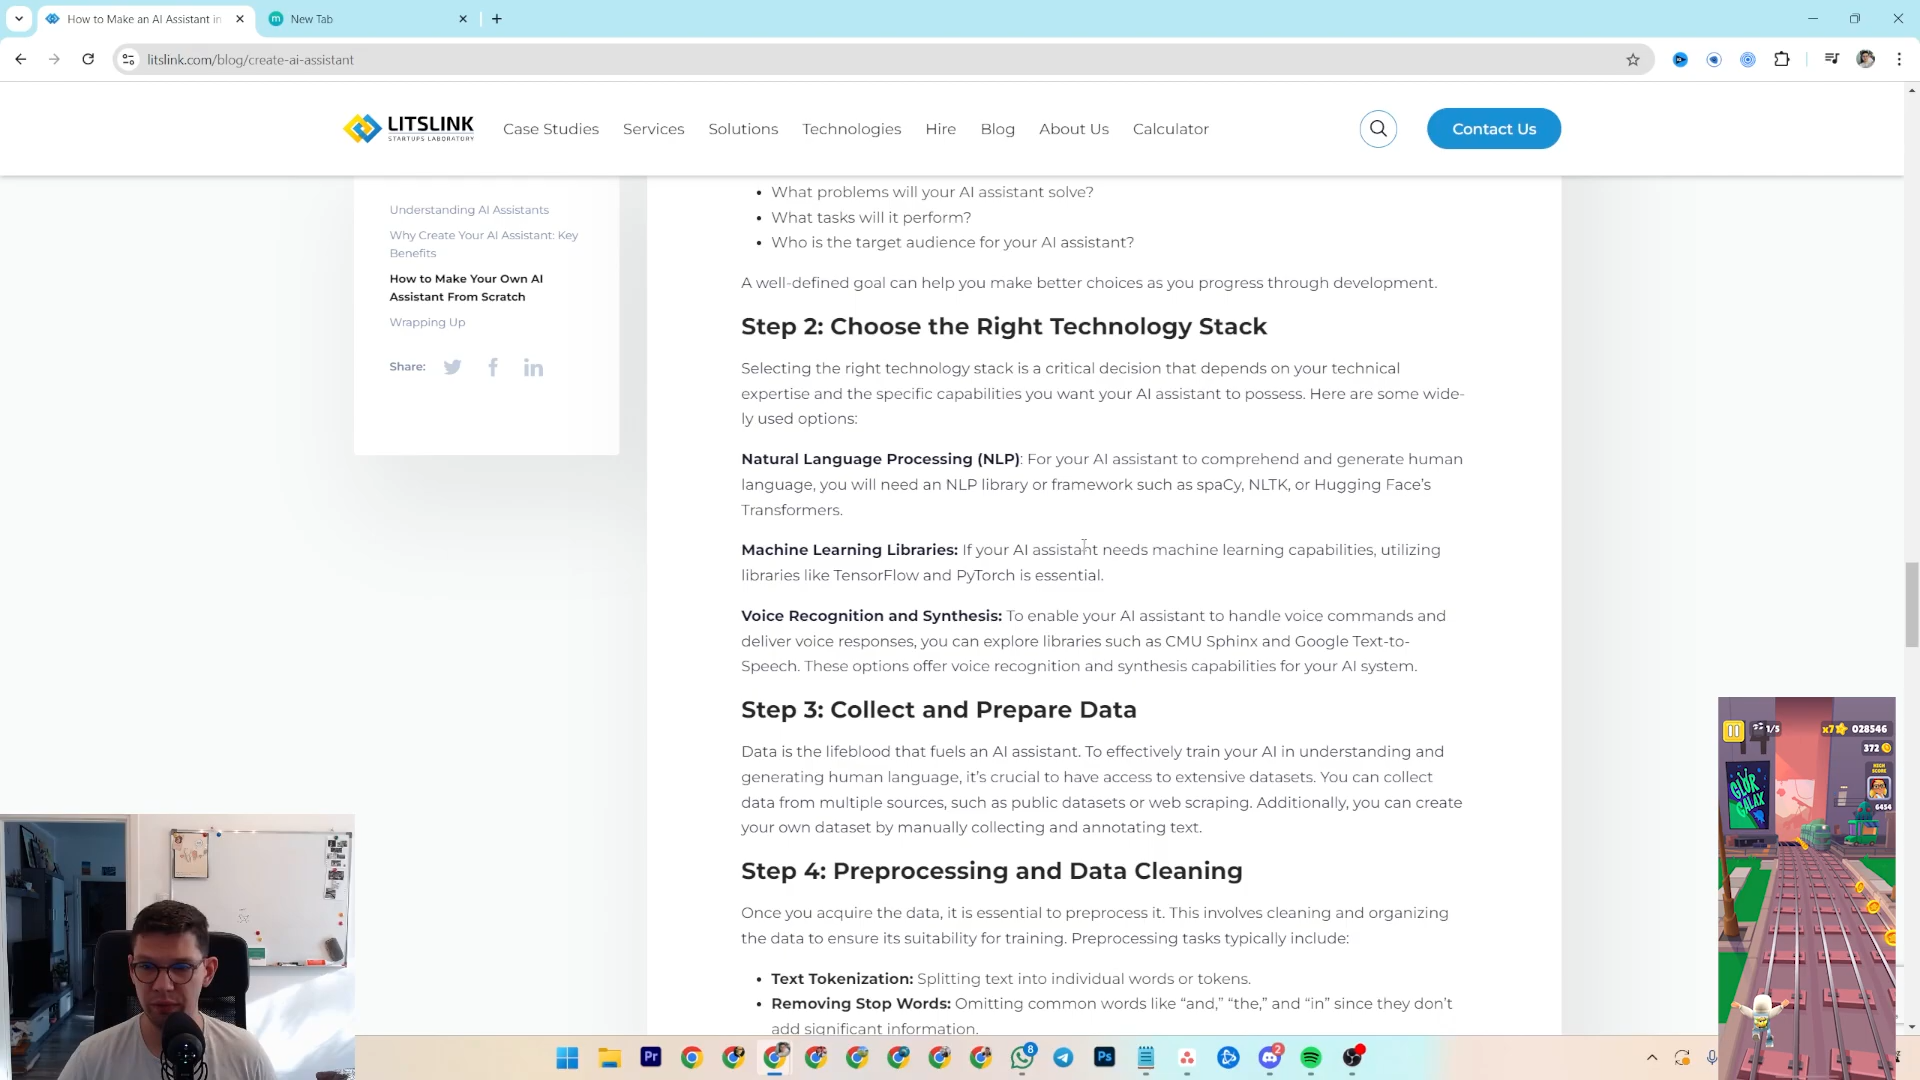 How to Make an AI Assistant in
New Tab
litslink.com/blog/create-ai-assistant
LITSLINK
STARTUPS LABORATORY
Case Studies
Services
Solutions
Technologies
Hire
Blog
About Us
Calculator
Contact Us
Understanding AI Assistants
Why Create Your AI Assistant: Key
Benefits
How to Make Your Own AI
Assistant From Scratch
Wrapping Up
Share:
• What problems will your AI assistant solve?
• What tasks will it perform?
• Who is the target audience for your AI assistant?
A well-defined goal can help you make better choices as you progress through development.
Step 2: Choose the Right Technology Stack
Selecting the right technology stack is a critical decision that depends on your technical
expertise and the specific capabilities you want your AI assistant to possess. Here are some wide-
ly used options:
Natural Language Processing (NLP): For your AI assistant to comprehend and generate human
language, you will need an NLP library or framework such as spaCy, NLTK, or Hugging Face’s
Transformers.
Machine Learning Libraries: If your AI assistant needs machine learning capabilities, utilizing
libraries like TensorFlow and PyTorch is essential.
Voice Recognition and Synthesis: To enable your AI assistant to handle voice commands and
deliver voice responses, you can explore libraries such as CMU Sphinx and Google Text-to-
Speech. These options offer voice recognition and synthesis capabilities for your AI system.
Step 3: Collect and Prepare Data
Data is the lifeblood that fuels an AI assistant. To effectively train your AI in understanding and
generating human language, it’s crucial to have access to extensive datasets. You can collect
data from multiple sources, such as public datasets or web scraping. Additionally, you can create
your own dataset by manually collecting and annotating text.
Step 4: Preprocessing and Data Cleaning
Once you acquire the data, it is essential to preprocess it. This involves cleaning and organizing
the data to ensure its suitability for training. Preprocessing tasks typically include:
• Text Tokenization: Splitting text into individual words or tokens.
• Removing Stop Words: Omitting common words like “and,” “the,” and “in” since they don’t
add significant information.
1/5
x7 028546
372
HIGH
SCORE
6454
GLOR
GALAX
Pr
8
Ps
2